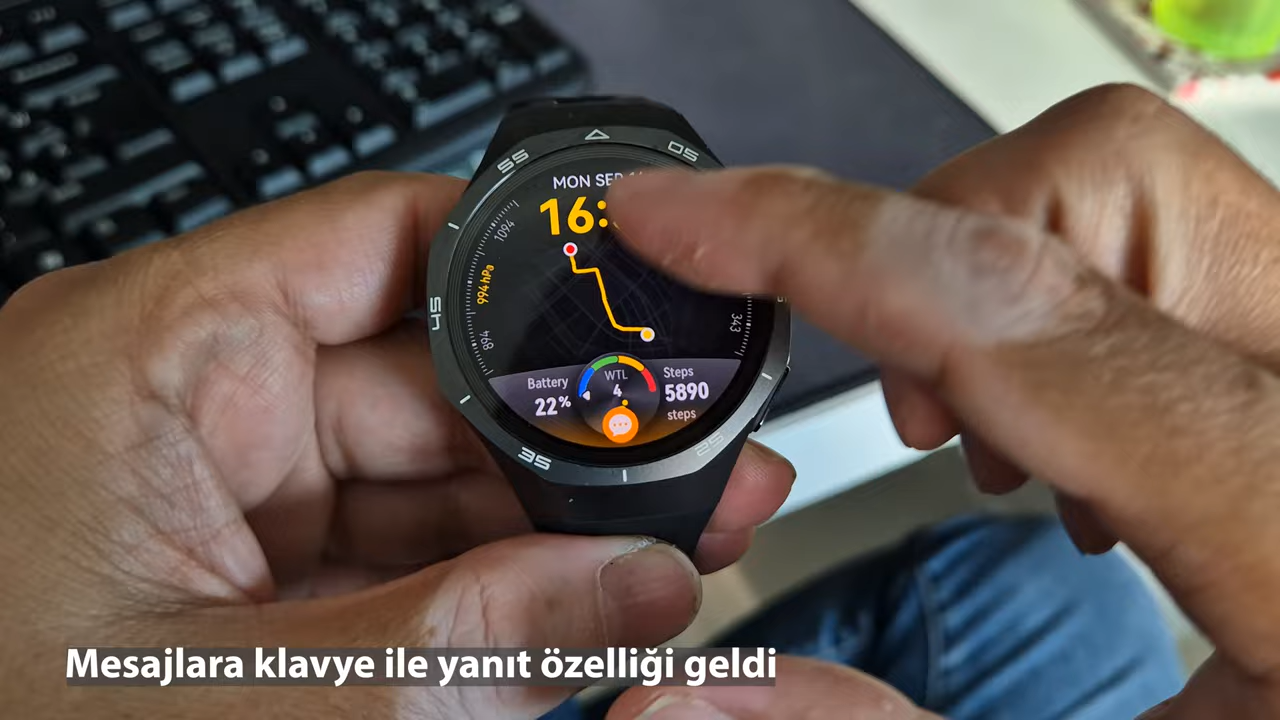 55
50
MON SEP
16:
1094
994 hPa
45
894
343
Battery
22%
WTL
4
Steps
5890
steps
35
25
Mesajlara klavye ile yanıt özelliği geldi